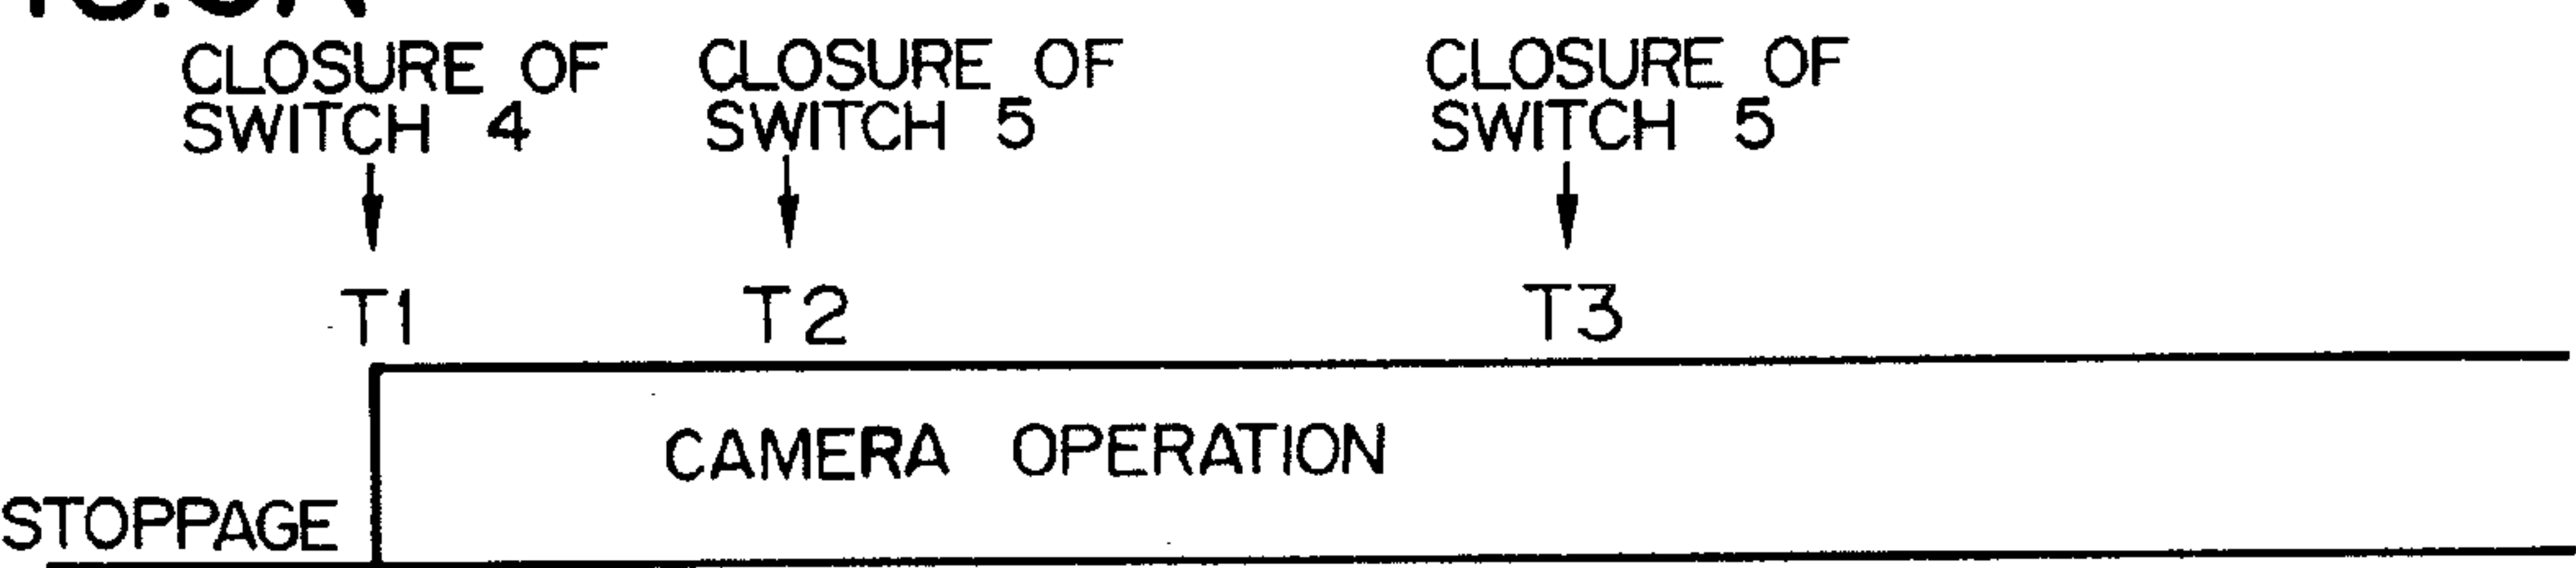 CLOSURE OF
SWITCH 4
CLOSURE OF
SWITCH 5
CLOSURE OF
SWITCH 5
T1
T2
T3
CAMERA OPERATION
STOPPAGE